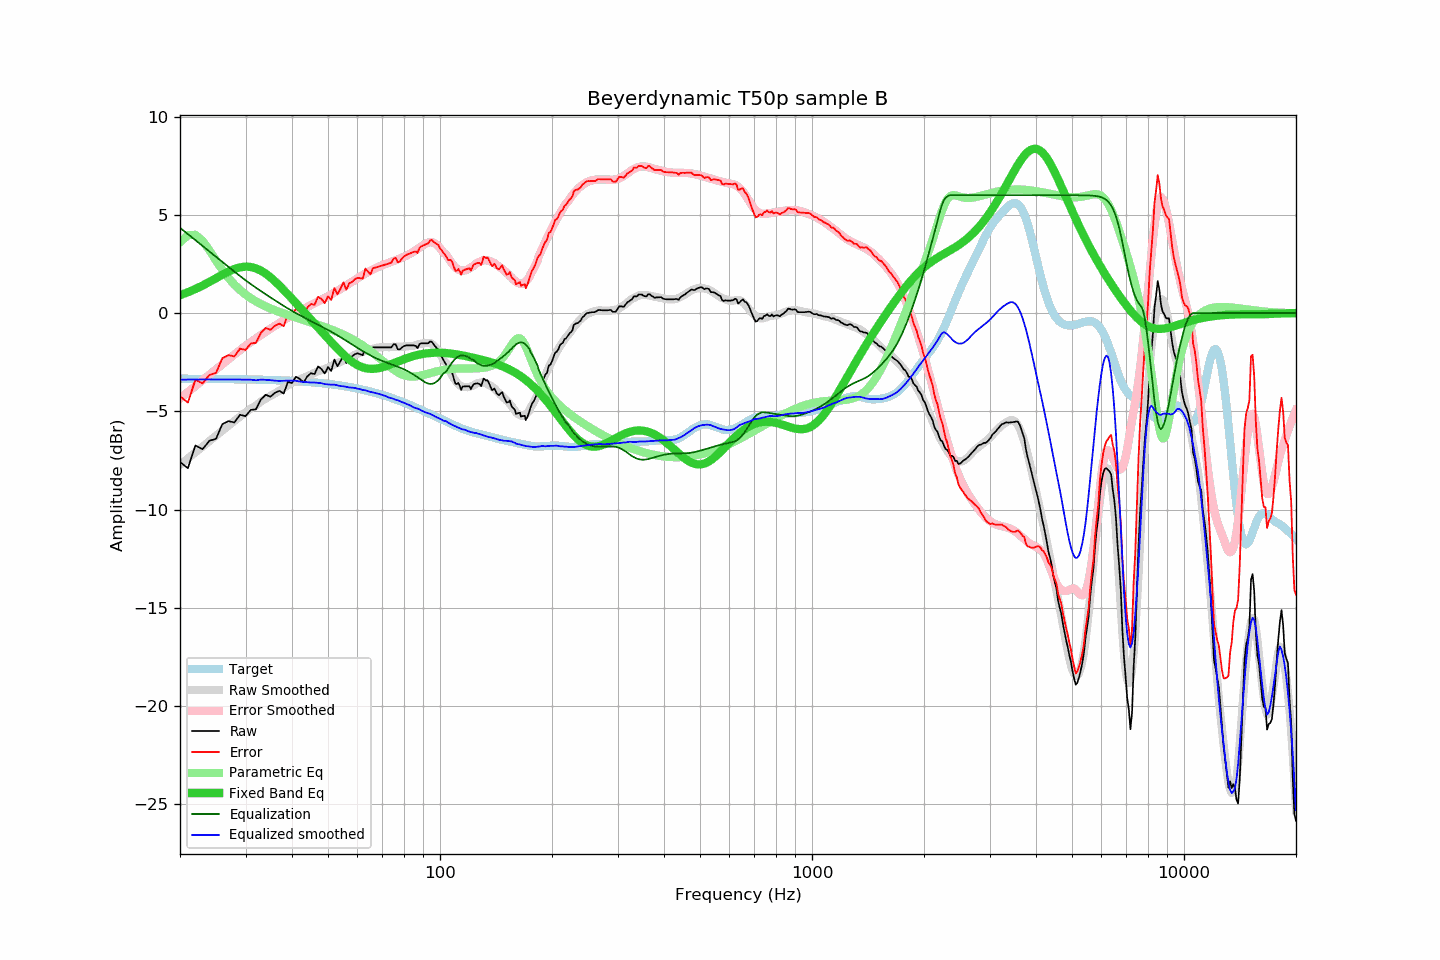 Beyerdynamic T50p sample B
10
5
0
−5
−10
−15
−20
−25
Amplitude (dBr)
Target
Raw Smoothed
Error Smoothed
Raw
Error
Parametric Eq
Fixed Band Eq
Equalization
Equalized smoothed
100
1000
10000
Frequency (Hz)